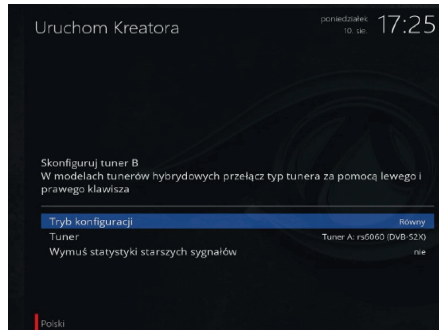 Uruchom Kreatora
poniedziałek
10. sie.
17:25
Skonfiguruj tuner B
W modelach tunerów hybrydowych przełącz typ tunera za pomocą lewego i
prawego klawisza
Tryb konfiguracji Równy
Tuner Tuner A: rs6060 (DVB-S2X)
Wymuś statystyki starszych sygnałów nie
Polski